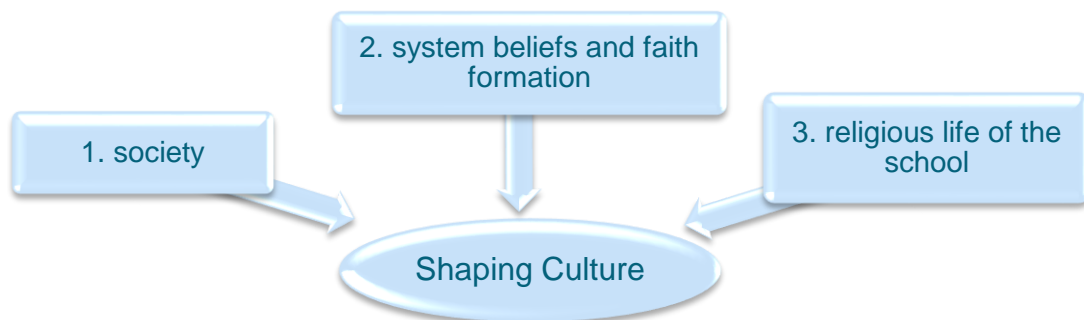 1. society
2. system beliefs and faith
formation
3. religious life of the
school
Shaping Culture